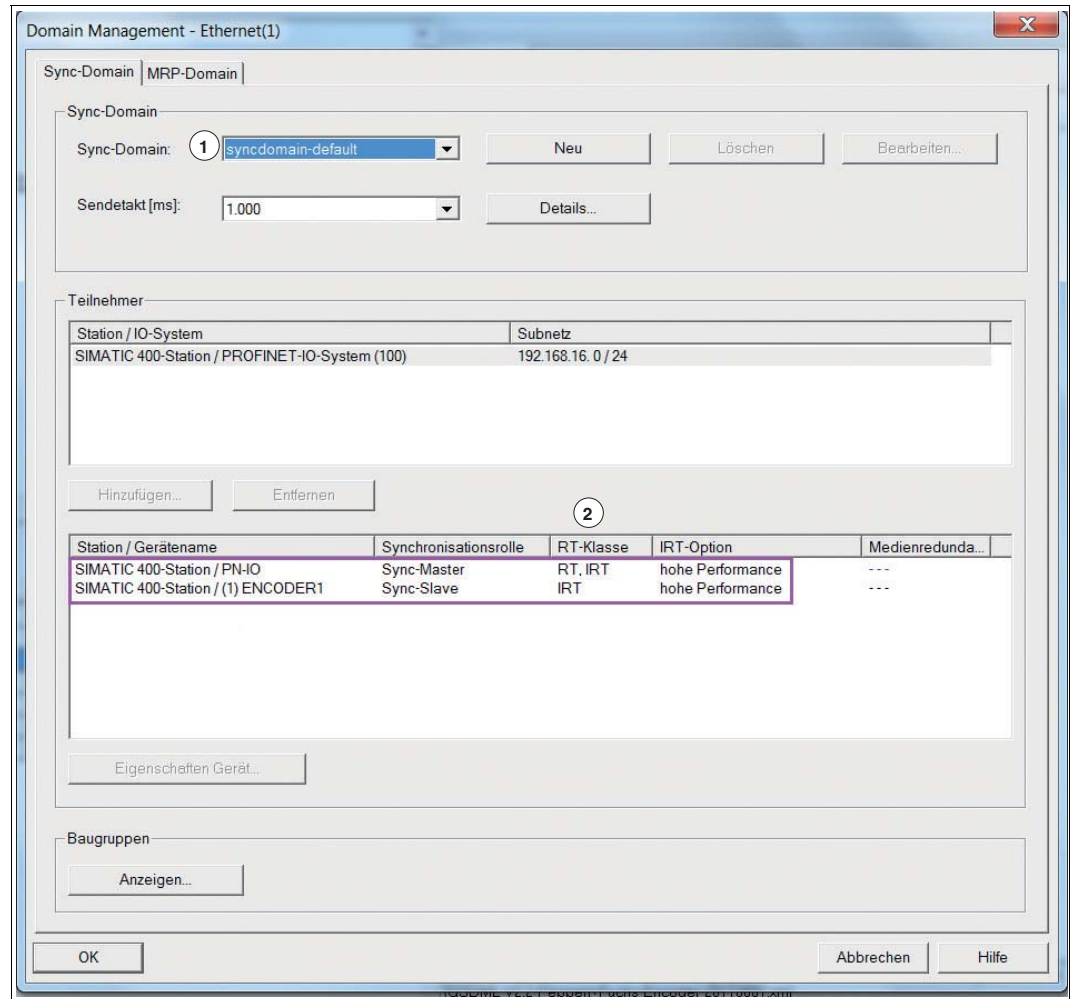 Domain Management - Ethernet(1)
X
Sync-Domain MRP-Domain
Sync-Domain
Sync-Domain: 1 syncdomain-default Neu Löschen Bearbeiten...
Sendetakt [ms]: 1.000 Details...
Teilnehmer
Station / IO-System Subnetz
SIMATIC 400-Station / PROFINET-IO-System (100) 192.168.16. 0 / 24
Hinzufügen... Entfernen
2
Station / Gerätename Synchronisationsrolle RT-Klasse IRT-Option Medienredunda...
SIMATIC 400-Station / PN-IO Sync-Master RT, IRT hohe Performance ---
SIMATIC 400-Station / (1) ENCODER1 Sync-Slave IRT hohe Performance ---
Eigenschaften Gerät...
Baugruppen
Anzeigen...
OK Abbrechen Hilfe